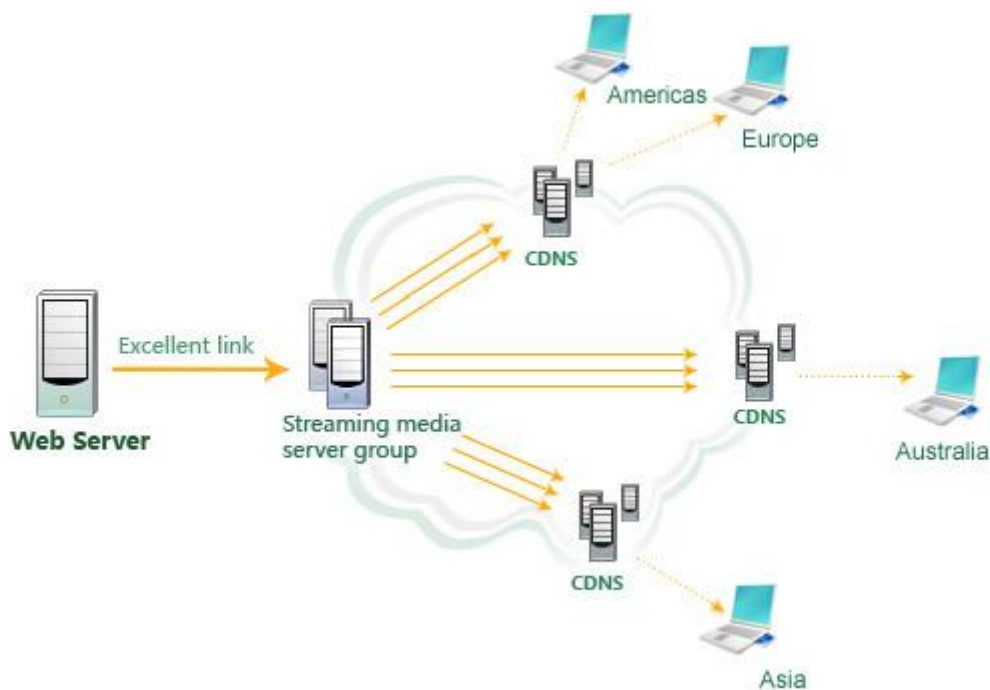 Americas
Europe
CDNS
Excellent link
Web Server
Streaming media
server group
CDNS
Australia
CDNS
Asia